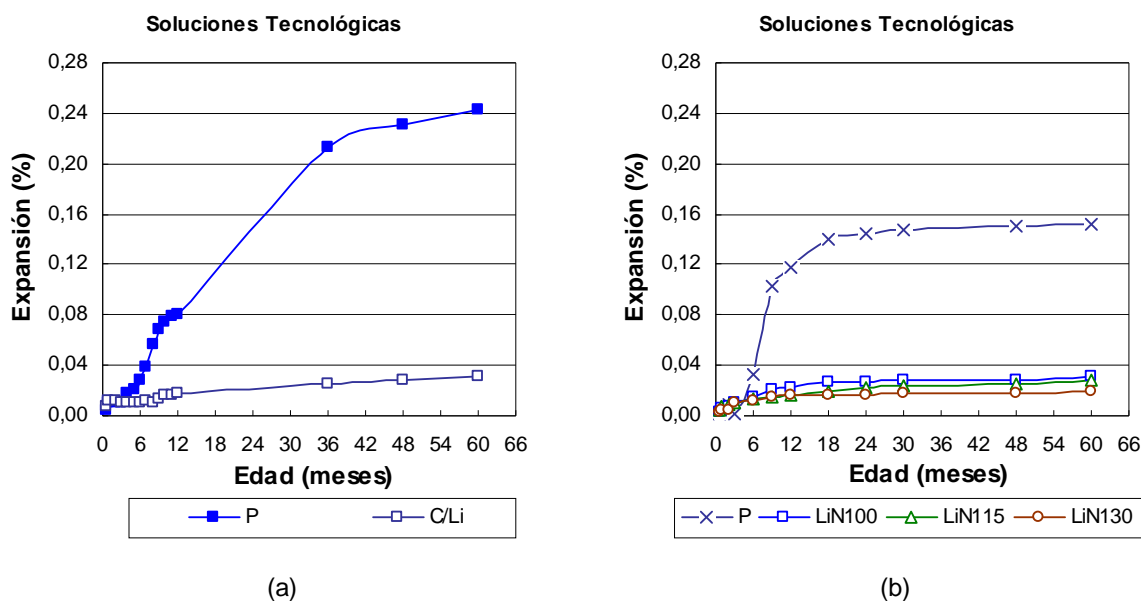 Soluciones Tecnológicas
0,28
0,24
0,20
0,16
0,12
0,08
0,04
0,00
Expansión (%)
0 6 12 18 24 30 36 42 48 54 60 66
Edad (meses)
P C/Li
(a)
Soluciones Tecnológicas
0,28
0,24
0,20
0,16
0,12
0,08
0,04
0,00
Expansión (%)
0 6 12 18 24 30 36 42 48 54 60 66
Edad (meses)
P LiN100 LiN115 LiN130
(b)